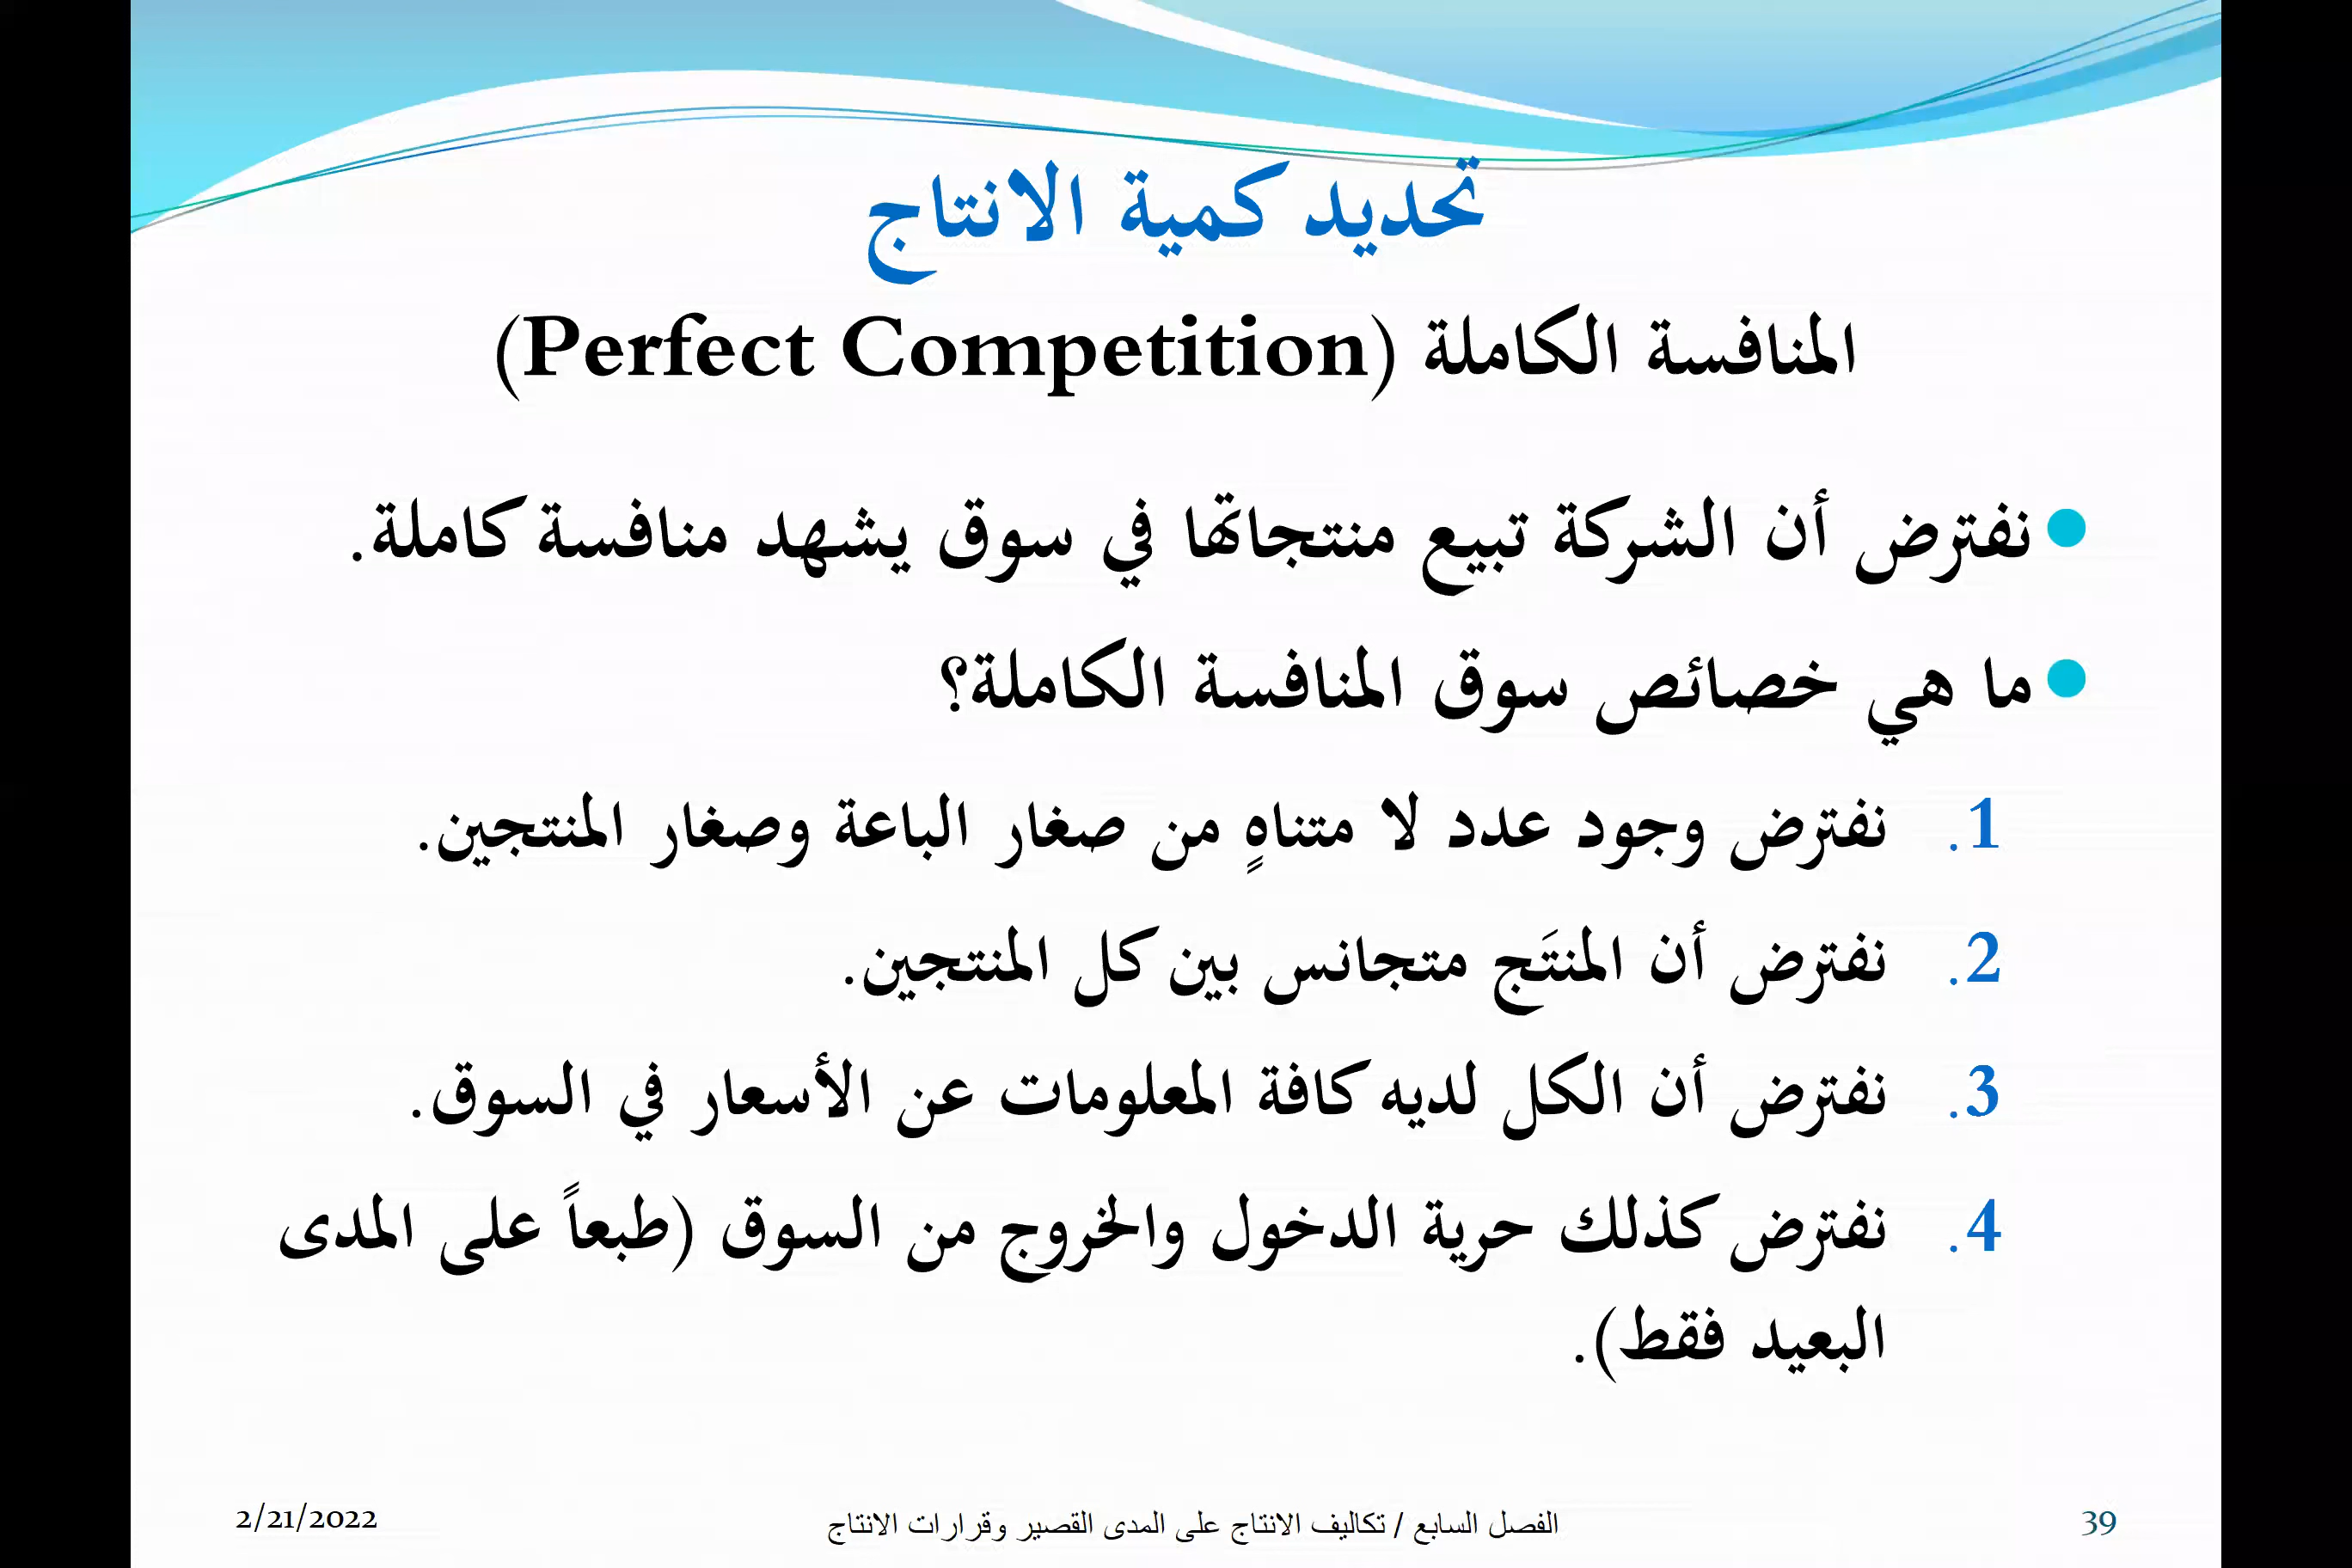 تحديد كمية الانتاج
المنافسة الكاملة (Perfect Competition)
نفترض أن الشركة تبيع منتجاتها في سوق يشهد منافسة كاملة.
ما هي خصائص سوق المنافسة الكاملة؟
1. نفترض وجود عدد لا متناهٍ من صغار الباعة وصغار المنتجين.
2. نفترض أن المنتَج متجانس بين كل المنتجين.
3. نفترض أن الكل لديه كافة المعلومات عن الأسعار في السوق.
4. نفترض كذلك حرية الدخول والخروج من السوق (طبعاً على المدى
البعيد فقط).
2/21/2022
الفصل السابع / تكاليف الانتاج على المدى القصير وقرارات الانتاج
39